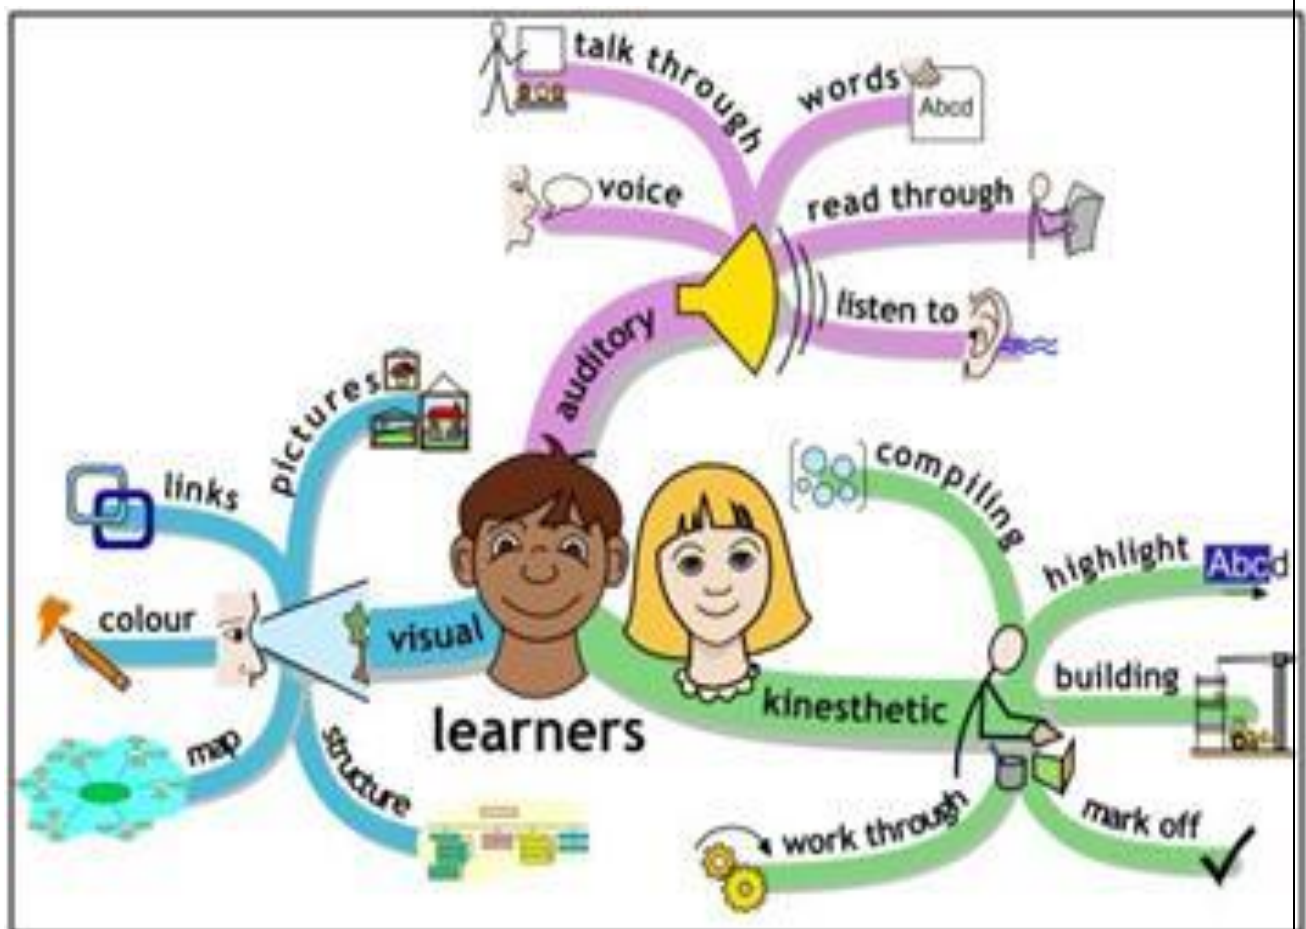 talk through
words
Abcd
voice
read through
listen to
auditory
pictures
links
colour
visual
map
structure
learners
compiling
highlight
Abcd
building
kinesthetic
work through
mark off